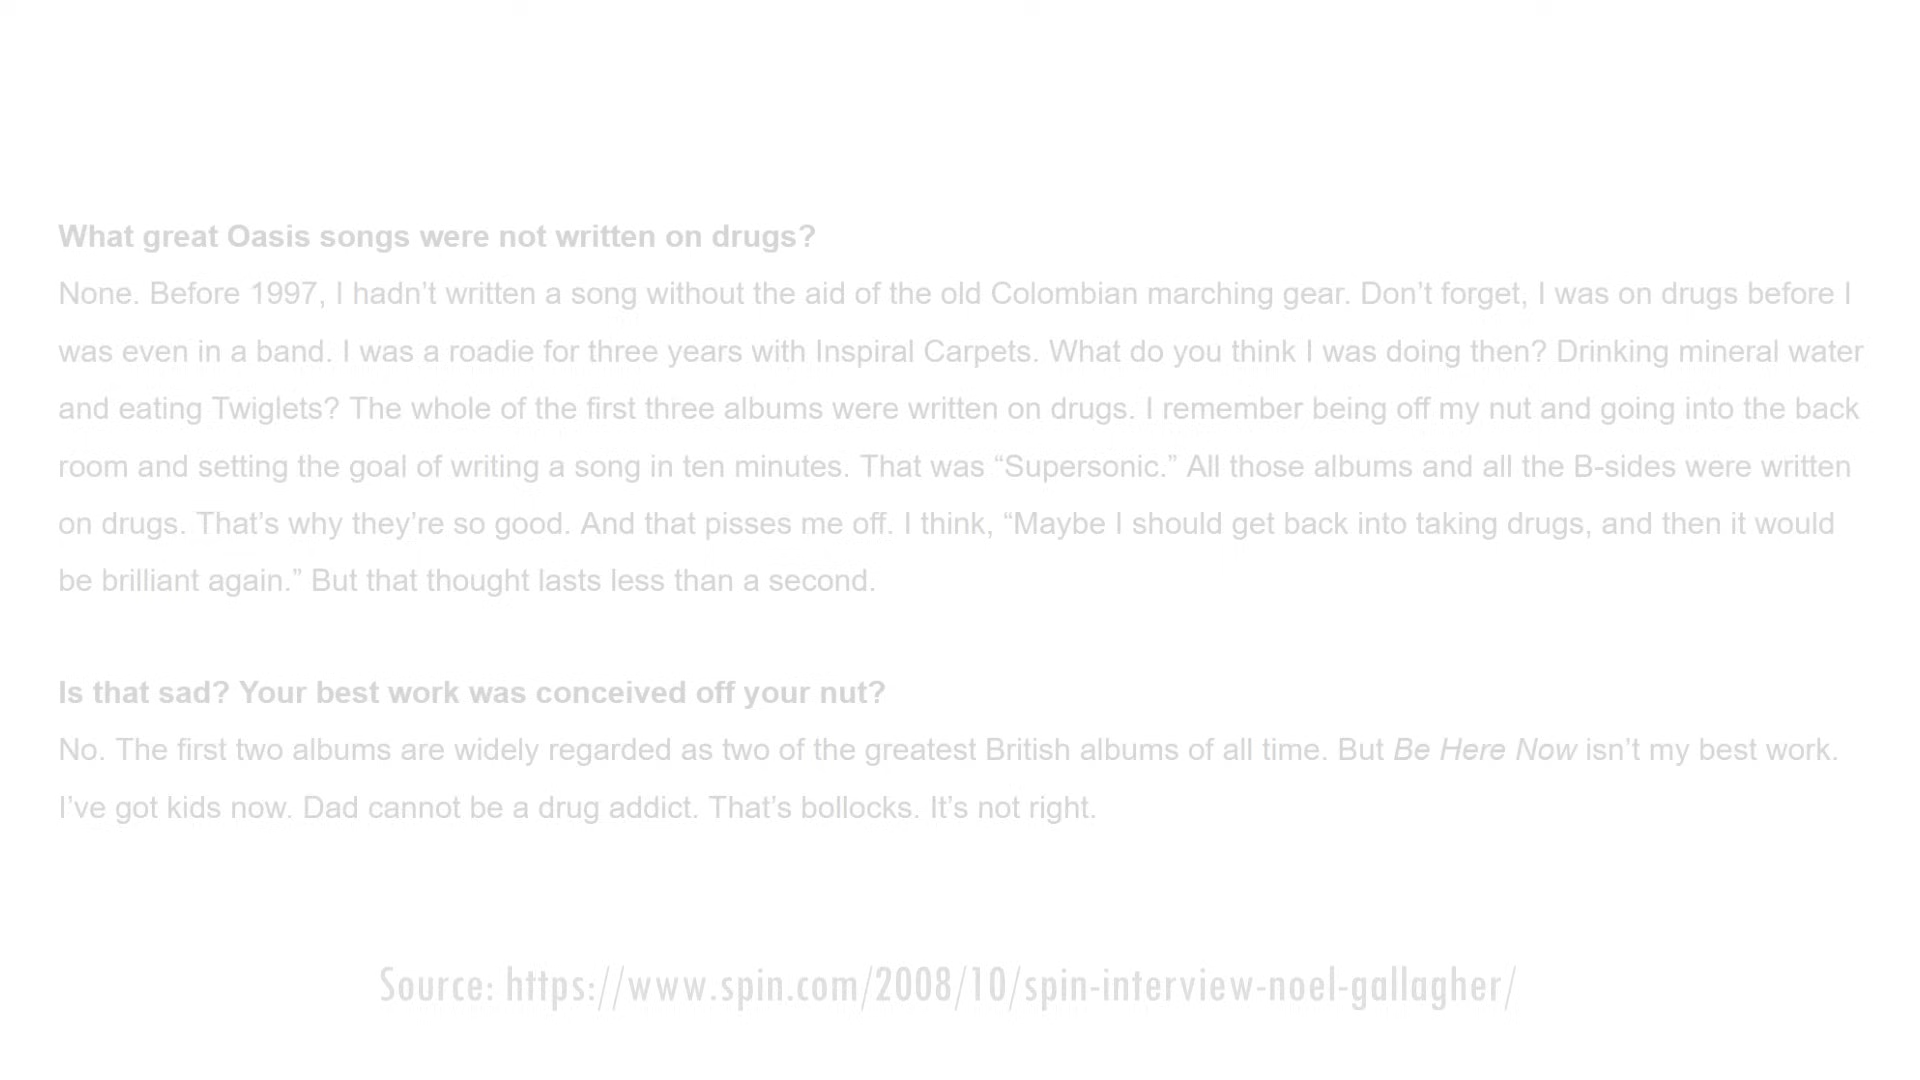 What great Oasis songs were not written on drugs?
None. Before 1997, I hadn’t written a song without the aid of the old Colombian marching gear. Don’t forget, I was on drugs before I
was even in a band. I was a roadie for three years with Inspiral Carpets. What do you think I was doing then? Drinking mineral water
and eating Twiglets? The whole of the first three albums were written on drugs. I remember being off my nut and going into the back
room and setting the goal of writing a song in ten minutes. That was “Supersonic.” All those albums and all the B-sides were written
on drugs. That’s why they’re so good. And that pisses me off. I think, “Maybe I should get back into taking drugs, and then it would
be brilliant again.” But that thought lasts less than a second.
Is that sad? Your best work was conceived off your nut?
No. The first two albums are widely regarded as two of the greatest British albums of all time. But Be Here Now isn’t my best work.
I’ve got kids now. Dad cannot be a drug addict. That’s bollocks. It’s not right.
Source: https://www.spin.com/2008/10/spin-interview-noel-gallagher/